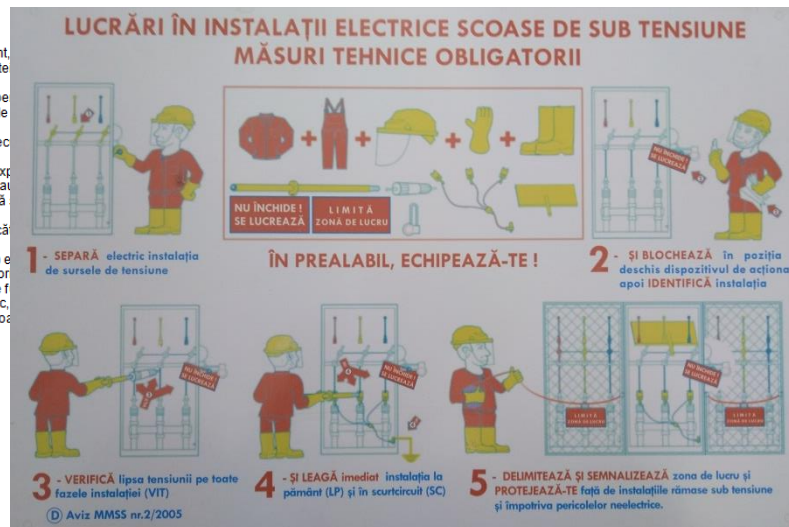 LUCRĂRI ÎN INSTALAȚII ELECTRICE SCOASE DE SUB TENSIUNE
MĂSURI TEHNICE OBLIGATORII
NU ÎNCHIDE !
SE LUCREAZĂ
LIMITĂ
ZONĂ DE LUCRU
NU ÎNCHIDE !
SE LUCREAZĂ
1 - SEPARĂ electric instalația
de sursele de tensiune
ÎN PREALABIL, ECHIPEAZĂ-TE !
2 - ȘI BLOCHEAZĂ în poziția
deschis dispozitivul de acționa
apoi IDENTIFICĂ instalația
NU ÎNCHIDE !
SE LUCREAZĂ
NU ÎNCHIDE !
SE LUCREAZĂ
NU ÎNCHIDE !
SE LUCREAZĂ
LIMITĂ
ZONĂ DE LUCRU
LIMITĂ
ZONĂ DE LUCRU
3 - VERIFICĂ lipsa tensiunii pe toate
fazele instalației (VIT)
4 - ȘI LEAGĂ imediat instalația la
pământ (LP) și în scurtcircuit (SC)
5 - DELIMITEAZĂ ȘI SEMNALIZEAZĂ zona de lucru și
PROTEJEAZĂ-TE față de instalațiile rămase sub tensiune
și împotriva pericolelor neelectrice.
D Aviz MMSS nr.2/2005